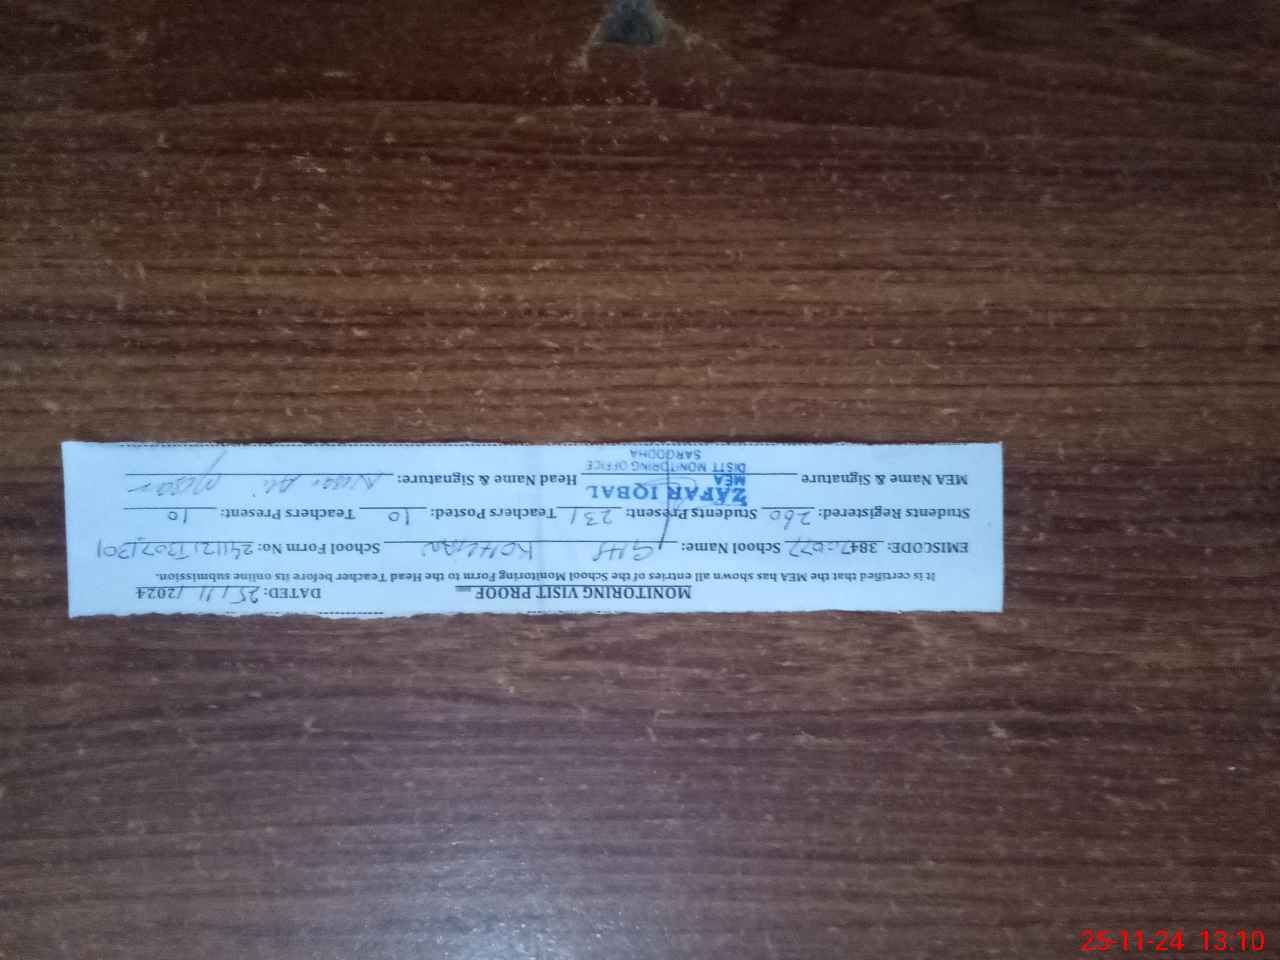 MONITORING VISIT PROOF DATED: 25/11/2024
It is certified that the MEA has shown all entries of the School Monitoring Form to the Head Teacher before its online submission.
EMISCODE: 384 School Name: GHS School Form No:
Students Registered: 260 Students Present: 231 Teachers Posted: 10 Teachers Present: 10
MEA Name & Signature Head Name & Signature:
ZAFAR IQBAL
MEA
DISTT MONITORING OFFICE
SARGODHA
25-11-24 13:10